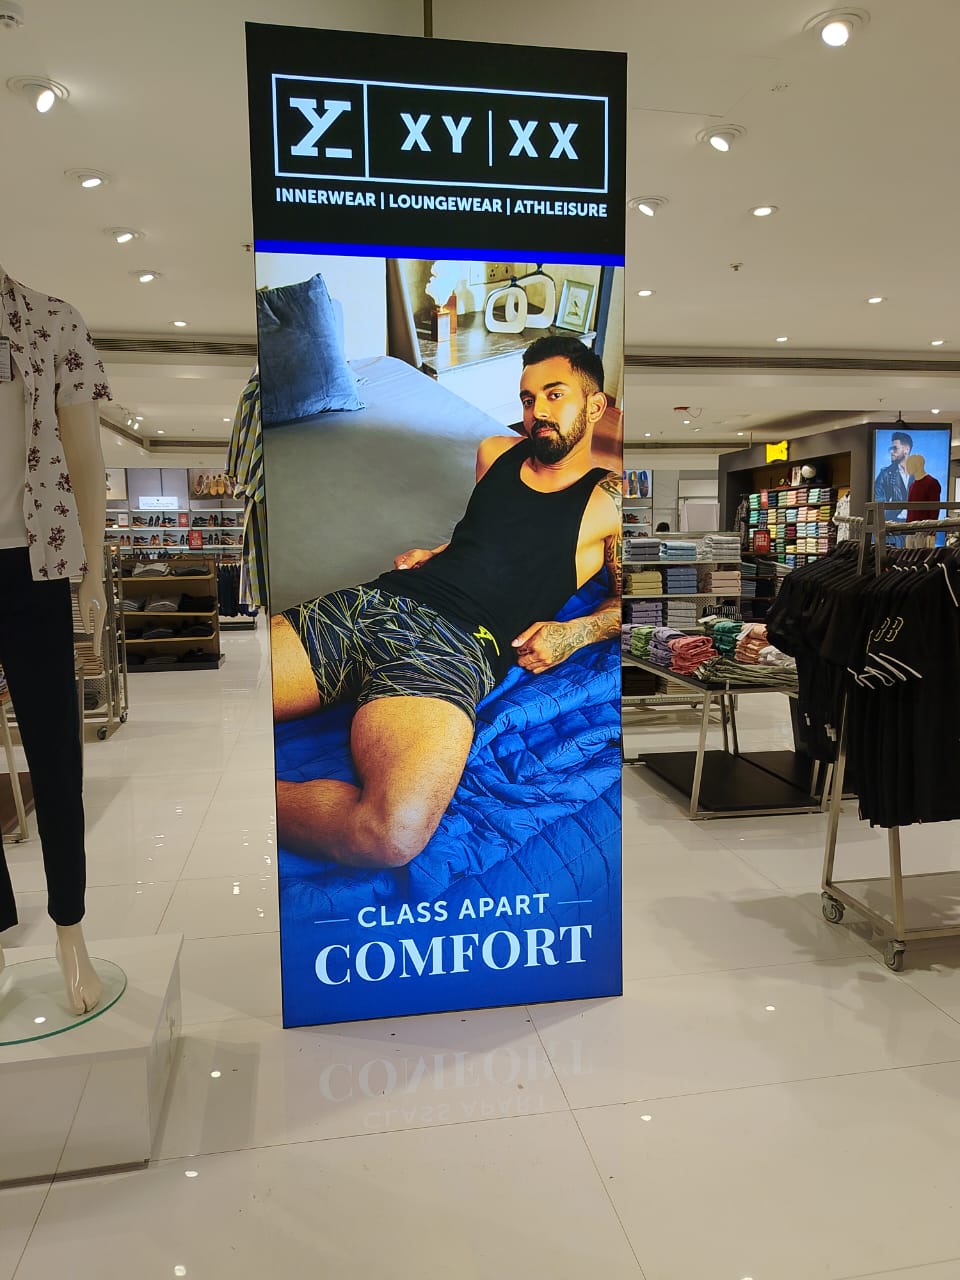 XY|XX
INNERWEAR | LOUNGEWEAR | ATHLEISURE
CLASS APART
COMFORT